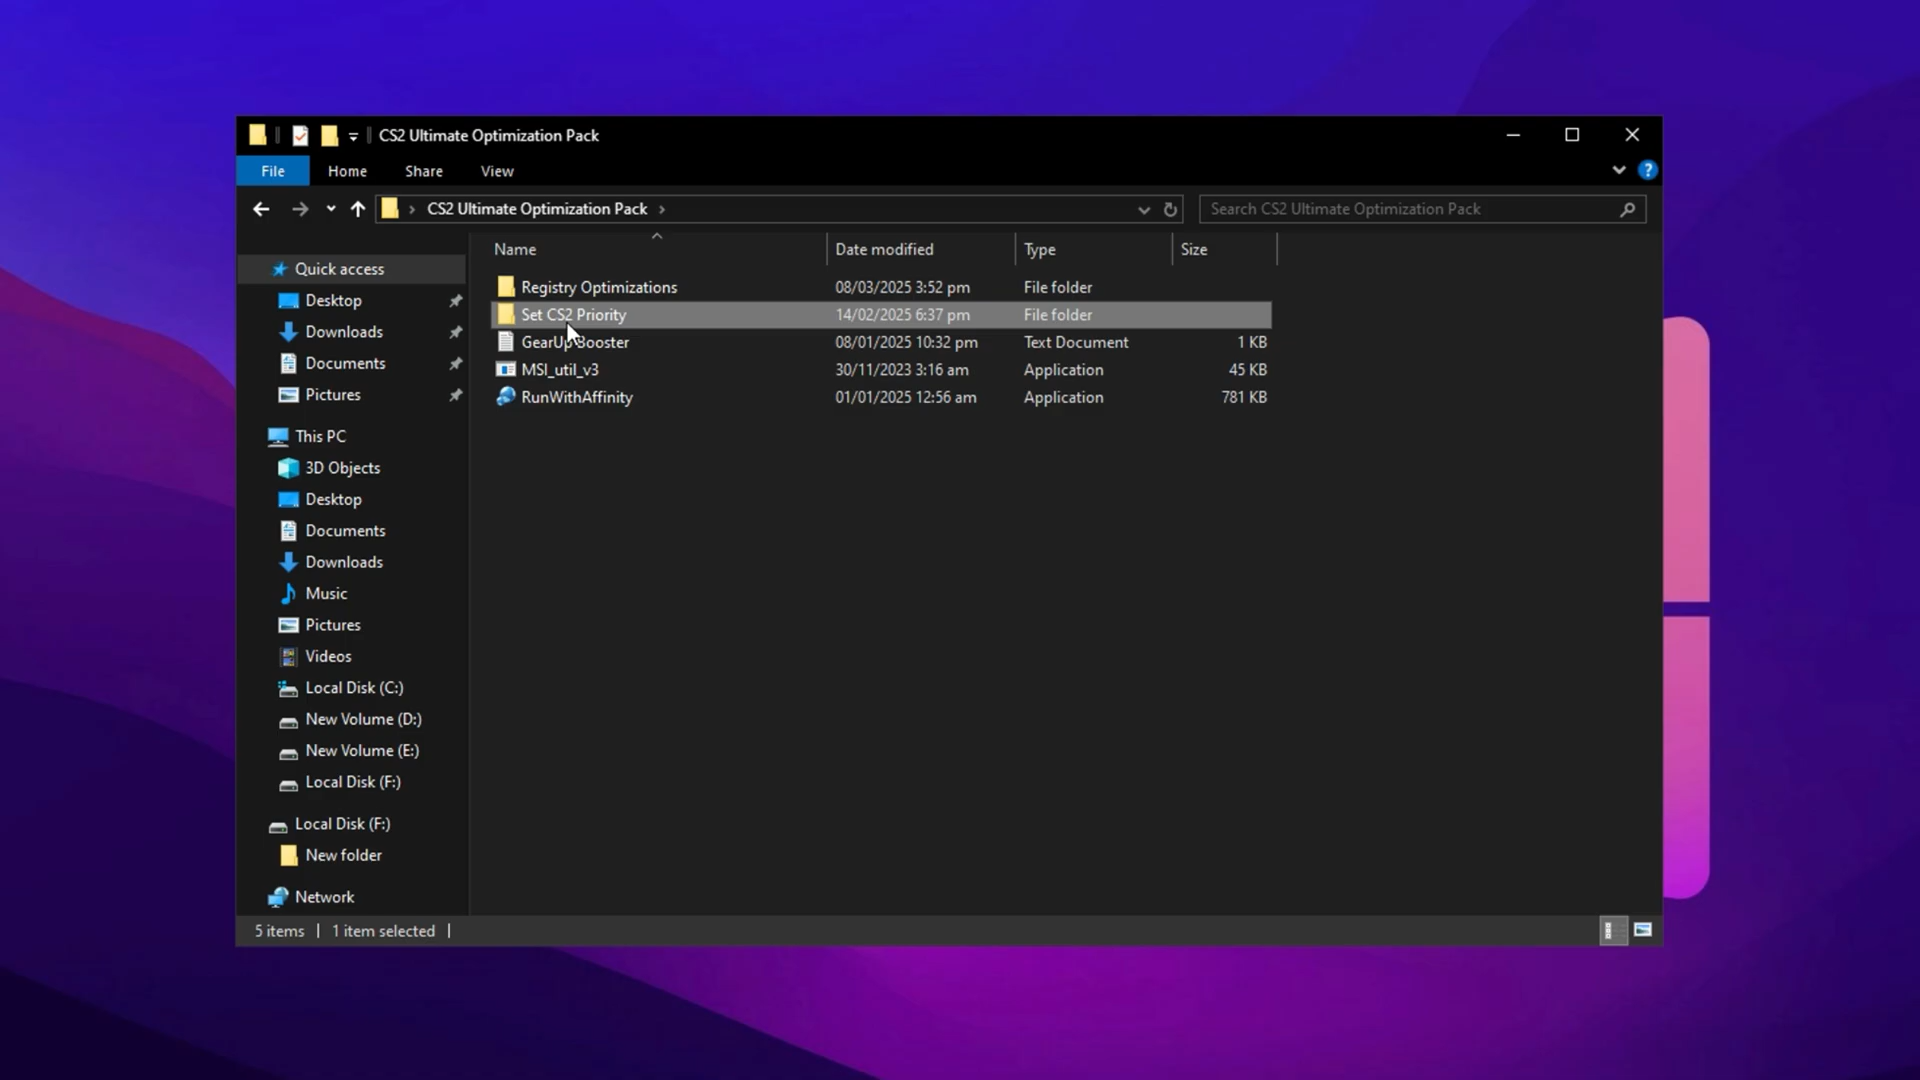 CS2 Ultimate Optimization Pack
File Home Share View
CS2 Ultimate Optimization Pack
Search CS2 Ultimate Optimization Pack
Name Date modified Type Size
Quick access
Desktop
Downloads
Documents
Pictures
This PC
3D Objects
Desktop
Documents
Downloads
Music
Pictures
Videos
Local Disk (C:)
New Volume (D:)
New Volume (E:)
Local Disk (F:)
Local Disk (F:)
New folder
Network
Registry Optimizations 08/03/2025 3:52 pm File folder
Set CS2 Priority 14/02/2025 6:37 pm File folder
GearUp Booster 08/01/2025 10:32 pm Text Document 1 KB
MSI_util_v3 30/11/2023 3:16 am Application 45 KB
RunWithAffinity 01/01/2025 12:56 am Application 781 KB
5 items 1 item selected